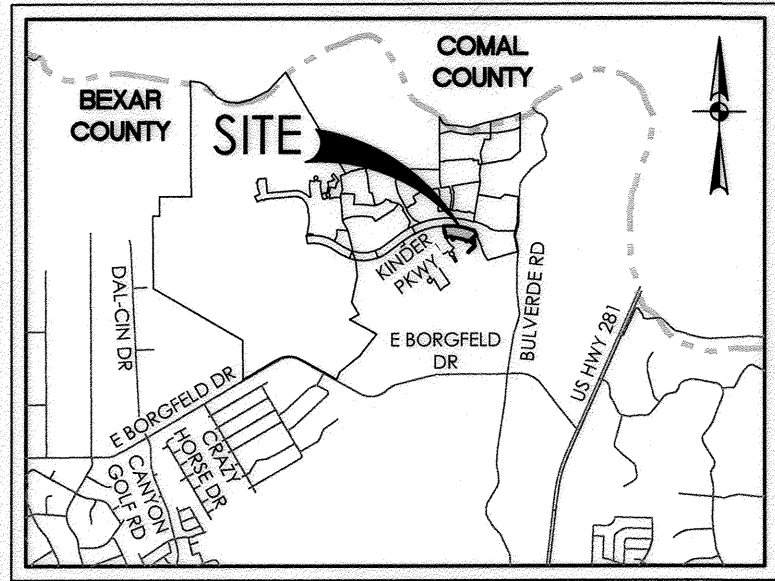 COMAL
COUNTY
BEXAR
COUNTY
SITE
KINDER
PKWY
BULVERDE RD
DAL-CIN DR
US HWY 281
E BORGFELD
DR
E BORGFELD DR
CRAZY
HORSE DR
CANYON
GOLF RD